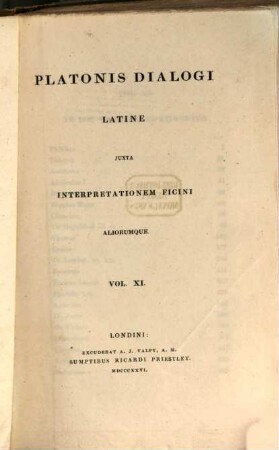 PLATONIS DIALOGI
LATINE
JUXTA
INTERPRETATIONEM FICINI
ALIORUMQUE.
VOL. XI.
LONDINI:
EXCUDEBAT A. J. VALPY, A. M.
SUMPTIBUS RICARDI PRIESTLEY.
MDCCCXXVI.